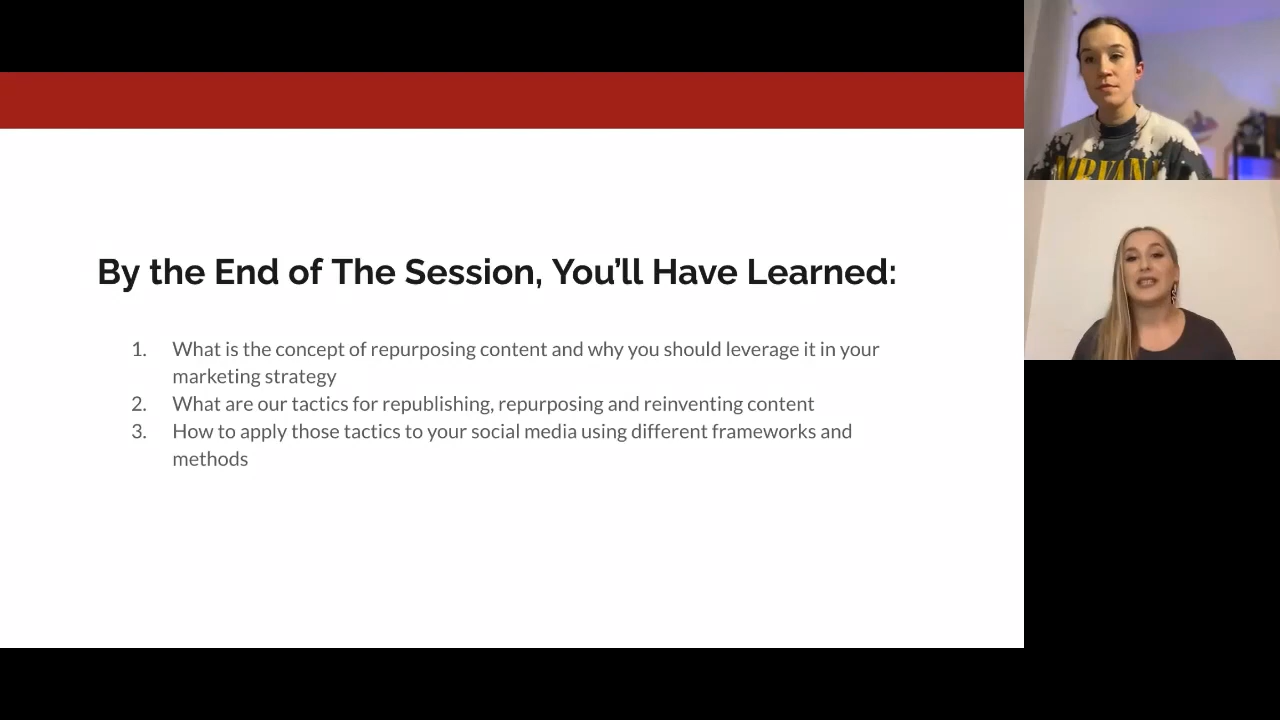 By the End of The Session, You’ll Have Learned:
1. What is the concept of repurposing content and why you should leverage it in your
marketing strategy
2. What are our tactics for republishing, repurposing and reinventing content
3. How to apply those tactics to your social media using different frameworks and
methods
NIRVANA